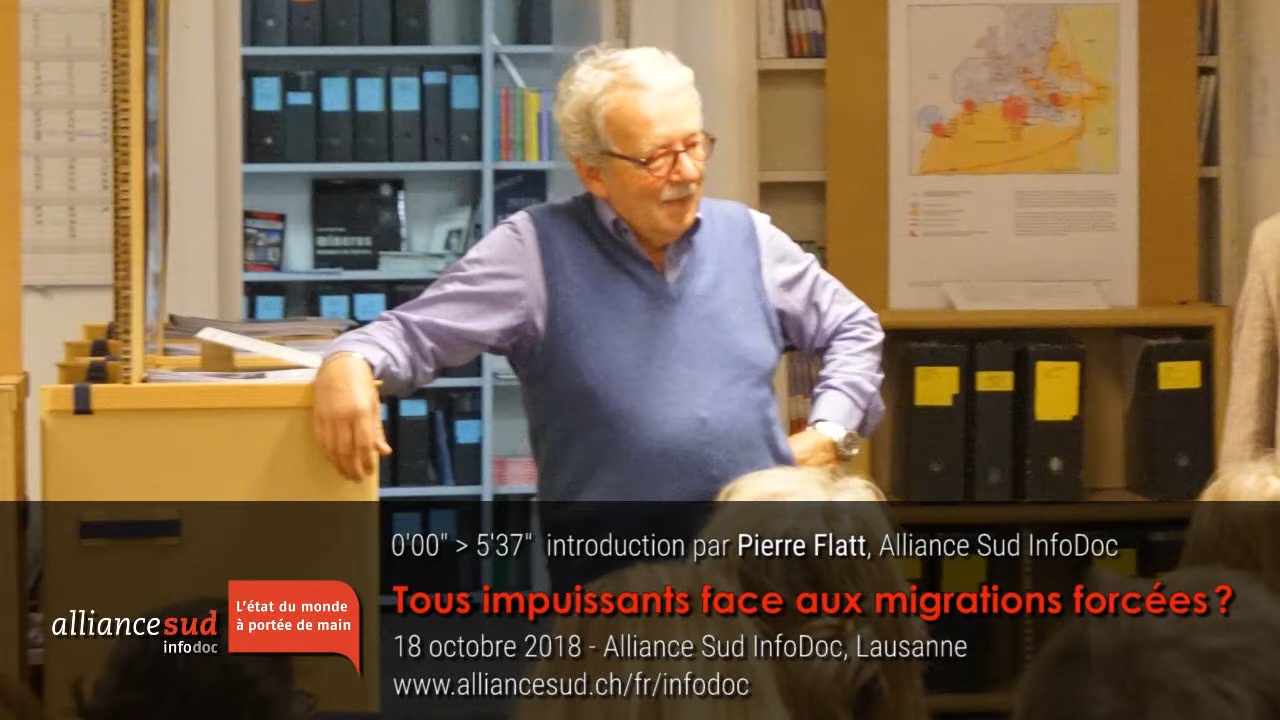 0'00" > 5'37" introduction par Pierre Flatt, Alliance Sud InfoDoc
Tous impuissants face aux migrations forcées ?
18 octobre 2018 - Alliance Sud InfoDoc, Lausanne
www.alliancesud.ch/fr/infodoc
alliancesud
infodoc
L'état du monde
à portée de main